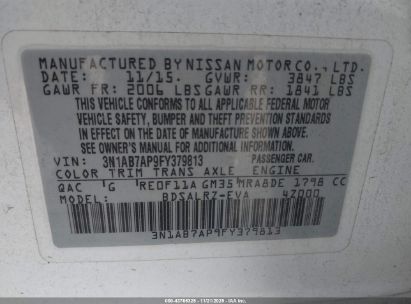 MANUFACTURED BY NISSAN MOTOR CO., LTD.
DATE: 11/15. GVWR: 3847 LBS
GAWR FR: 2006 LBS GAWR RR: 1841 LBS
THIS VEHICLE CONFORMS TO ALL APPLICABLE FEDERAL MOTOR
VEHICLE SAFETY, BUMPER AND THEFT PREVENTION STANDARDS
IN EFFECT ON THE DATE OF MANUFACTURE SHOWN ABOVE.
SEE OWNER'S MANUAL FOR ADDITIONAL INFORMATION
VIN: 3N1AB7AP9FY379813 PASSENGER CAR.
COLOR TRIM TRANS AXLE ENGINE
QAC G RE0F11A GM35 MRA8DE 1798 CC
MODEL: BDSALRZ-EVA 4Z000
3N1AB7AP9FY379813